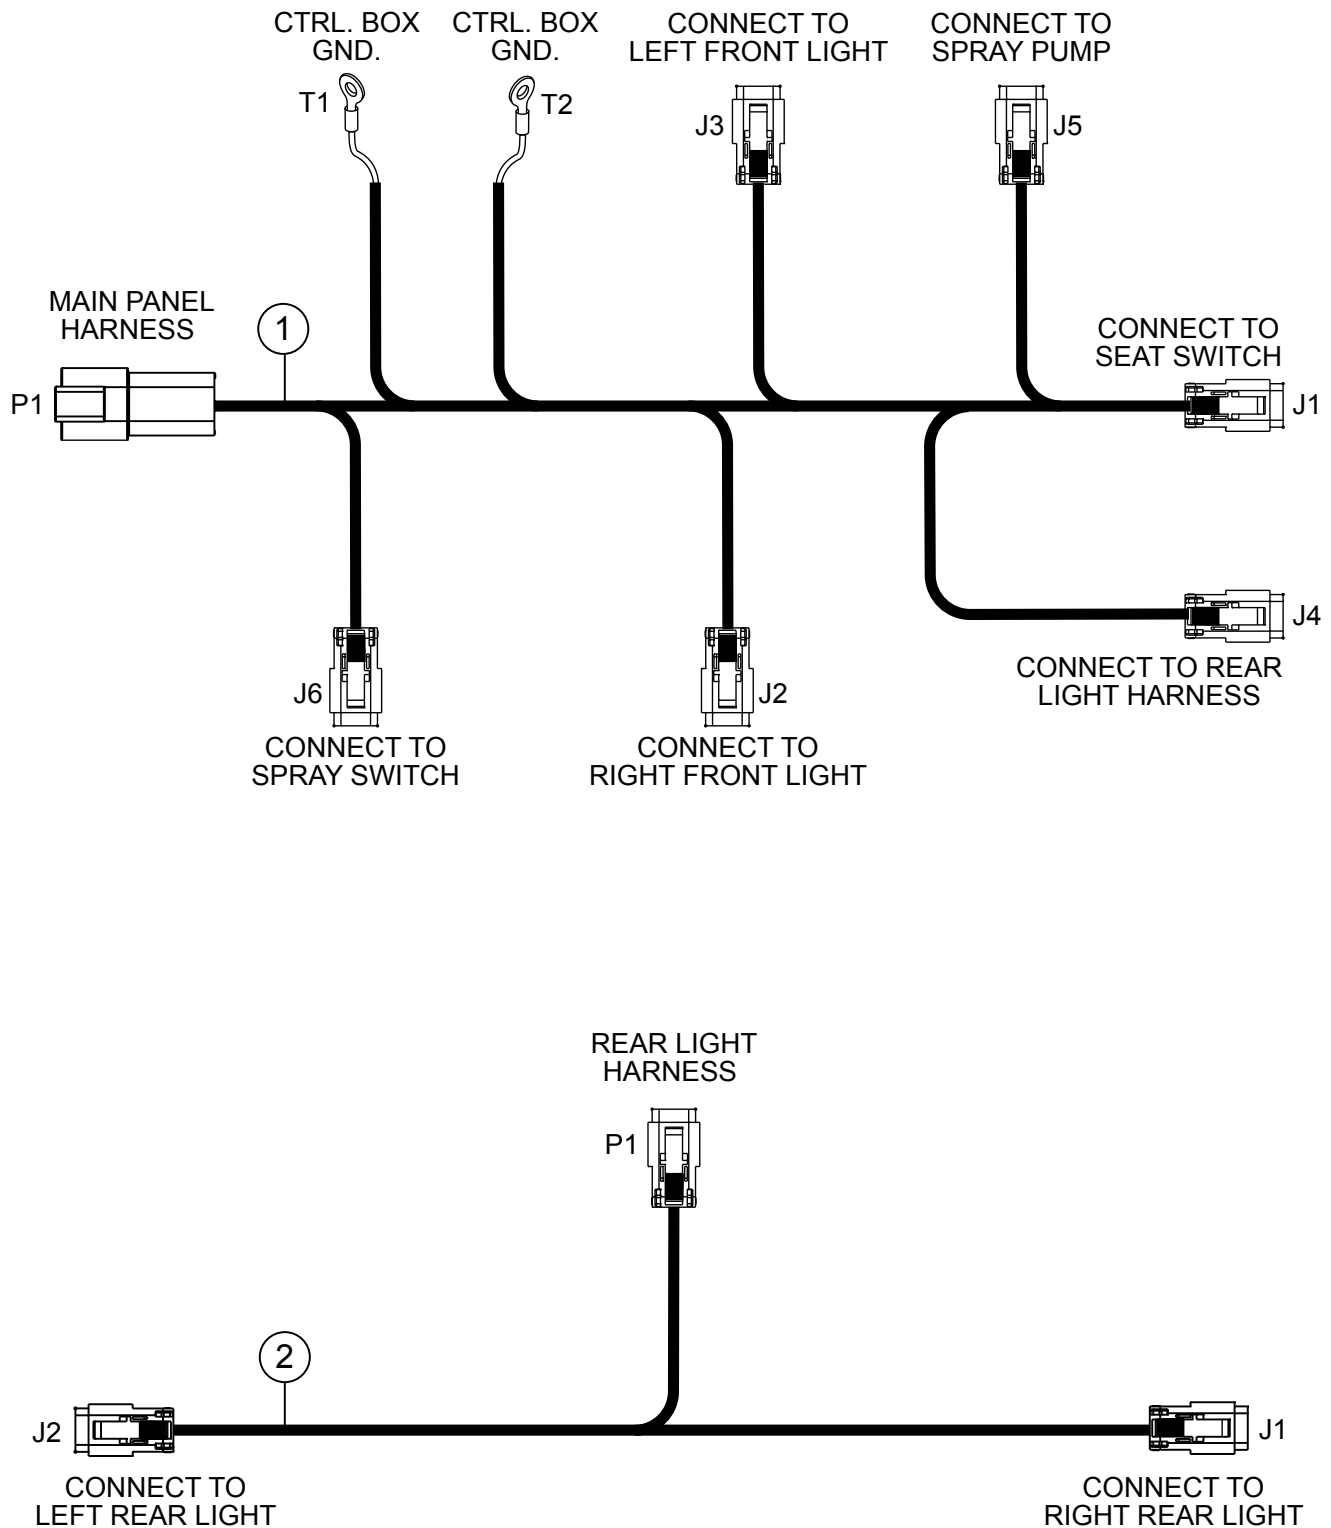 CTRL. BOX
GND.
CTRL. BOX
GND.
CONNECT TO
LEFT FRONT LIGHT
CONNECT TO
SPRAY PUMP
T1
T2
J3
J5
MAIN PANEL
HARNESS
1
CONNECT TO
SEAT SWITCH
P1
J1
J4
CONNECT TO REAR
LIGHT HARNESS
J6
J2
CONNECT TO
SPRAY SWITCH
CONNECT TO
RIGHT FRONT LIGHT
REAR LIGHT
HARNESS
P1
2
J2
J1
CONNECT TO
LEFT REAR LIGHT
CONNECT TO
RIGHT REAR LIGHT